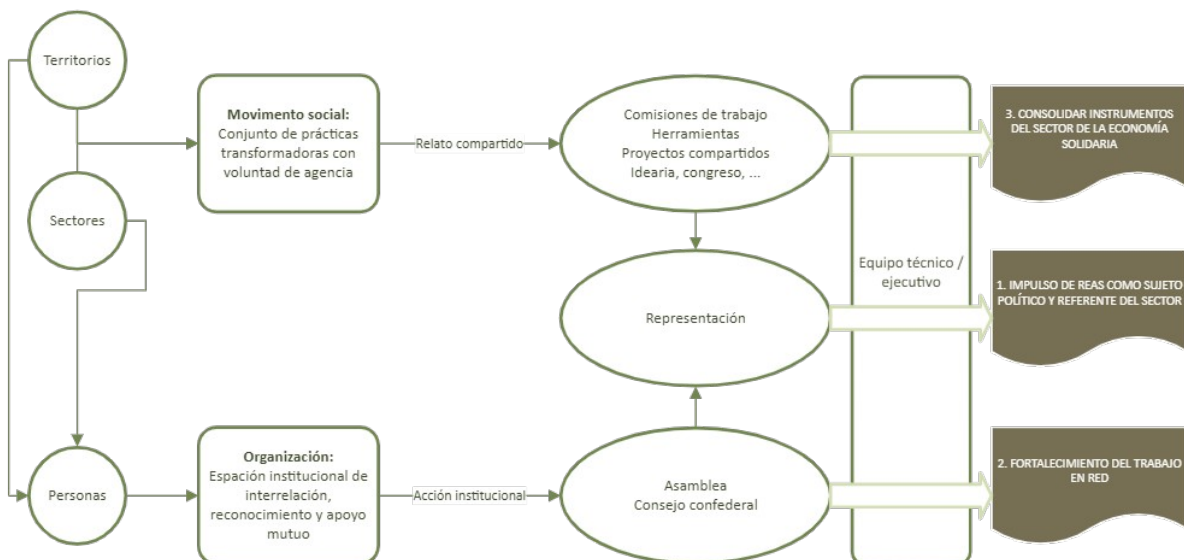 Territorios
Movimento social:
Conjunto de prácticas
transformadoras con
voluntad de agencia
Relato compartido
Comisiones de trabajo
Herramientas
Proyectos compartidos
Idearia, congreso, ...
3. CONSOLIDAR INSTRUMENTOS
DEL SECTOR DE LA ECONOMÍA
SOLIDARIA
Sectores
Equipo técnico /
ejecutivo
Representación
1. IMPULSO DE REAS COMO SUJETO
POLÍTICO Y REFERENTE DEL SECTOR
Personas
Organización:
Espación institucional de
interrelación,
reconocimiento y apoyo
mutuo
Acción institucional
Asamblea
Consejo confederal
2. FORTALECIMIENTO DEL TRABAJO
EN RED